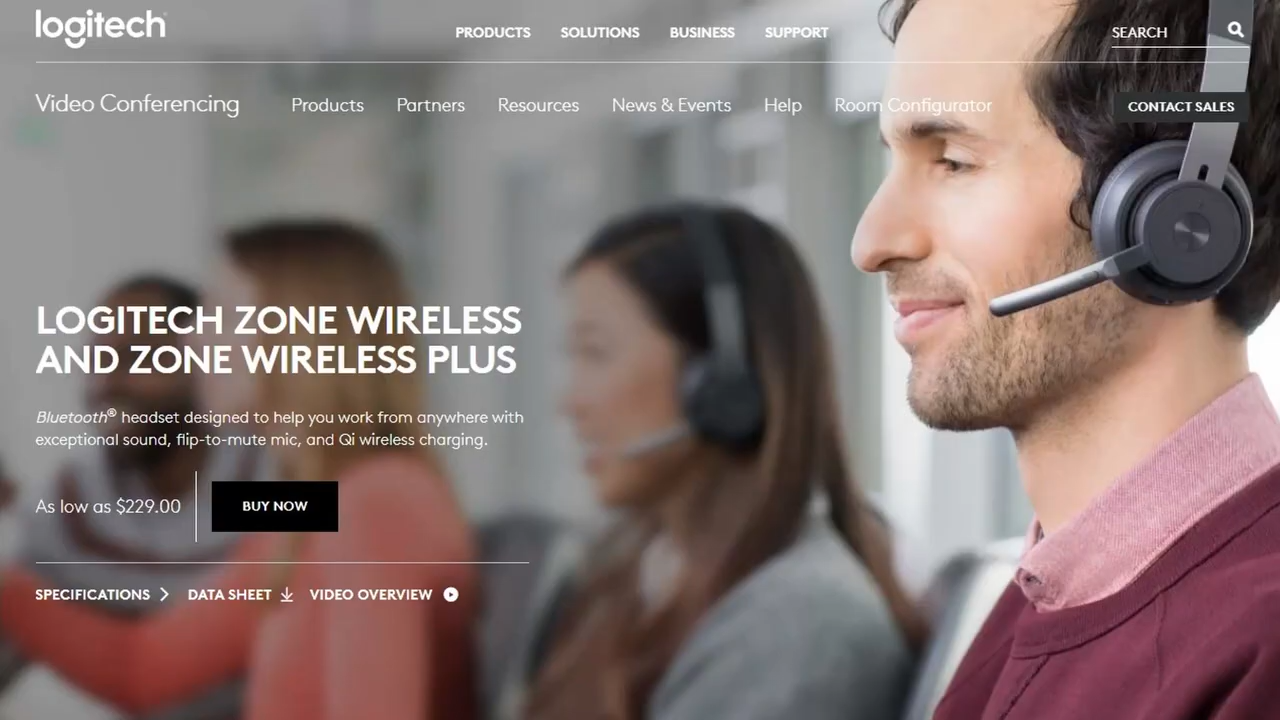 logitech
PRODUCTS SOLUTIONS BUSINESS SUPPORT
SEARCH
Video Conferencing
Products Partners Resources News & Events Help Room Configurator
CONTACT SALES
LOGITECH ZONE WIRELESS
AND ZONE WIRELESS PLUS
Bluetooth® headset designed to help you work from anywhere with
exceptional sound, flip-to-mute mic, and Qi wireless charging.
As low as $229.00
BUY NOW
SPECIFICATIONS DATA SHEET VIDEO OVERVIEW